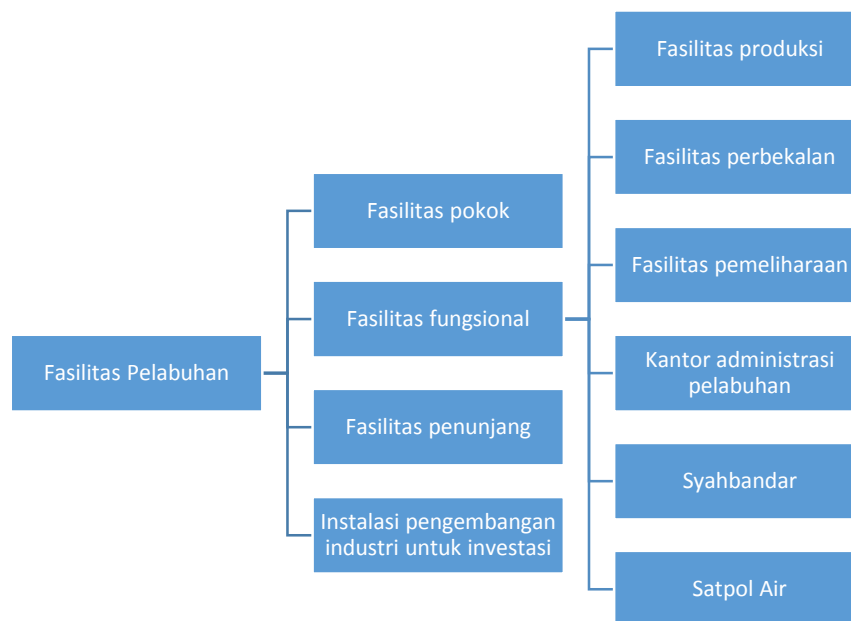 Fasilitas Pelabuhan
Fasilitas pokok
Fasilitas fungsional
Fasilitas penunjang
Instalasi pengembangan
industri untuk investasi
Fasilitas produksi
Fasilitas perbekalan
Fasilitas pemeliharaan
Kantor administrasi
pelabuhan
Syahbandar
Satpol Air